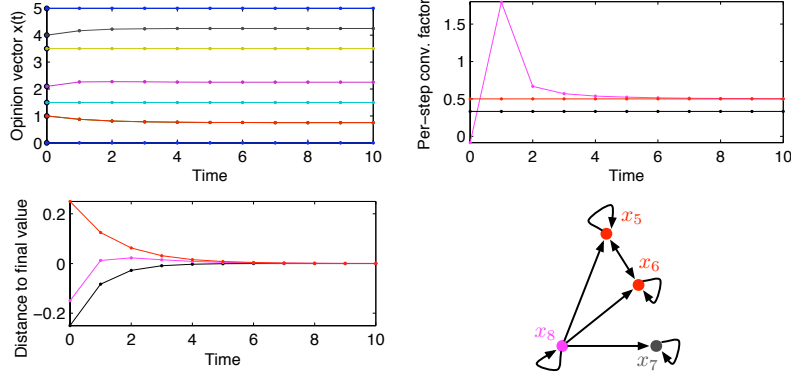 Opinion vector x(t)
5
4
3
2
1
0
0 2 4 6 8 10
Time
Per−step conv. factor
1.5
1
0.5
0
0 2 4 6 8 10
Time
Distance to final value
0.2
0
−0.2
0 2 4 6 8 10
Time
x5
x6
x8
x7